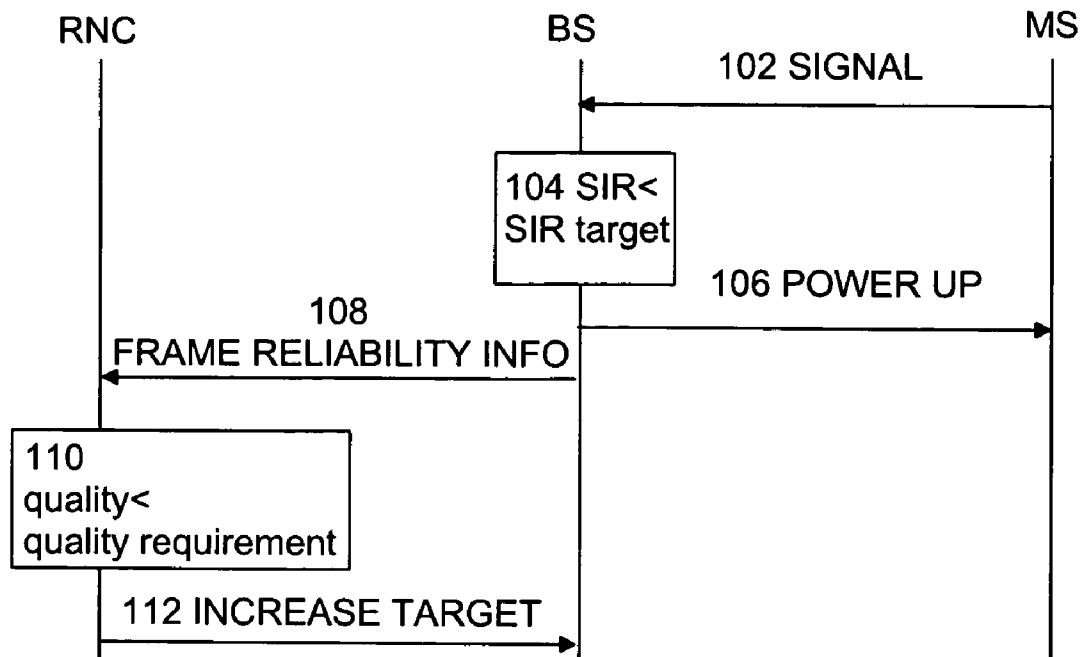 RNC
BS
MS
102 SIGNAL
104 SIR<
SIR target
106 POWER UP
108
FRAME RELIABILITY INFO
110
quality<
quality requirement
112 INCREASE TARGET